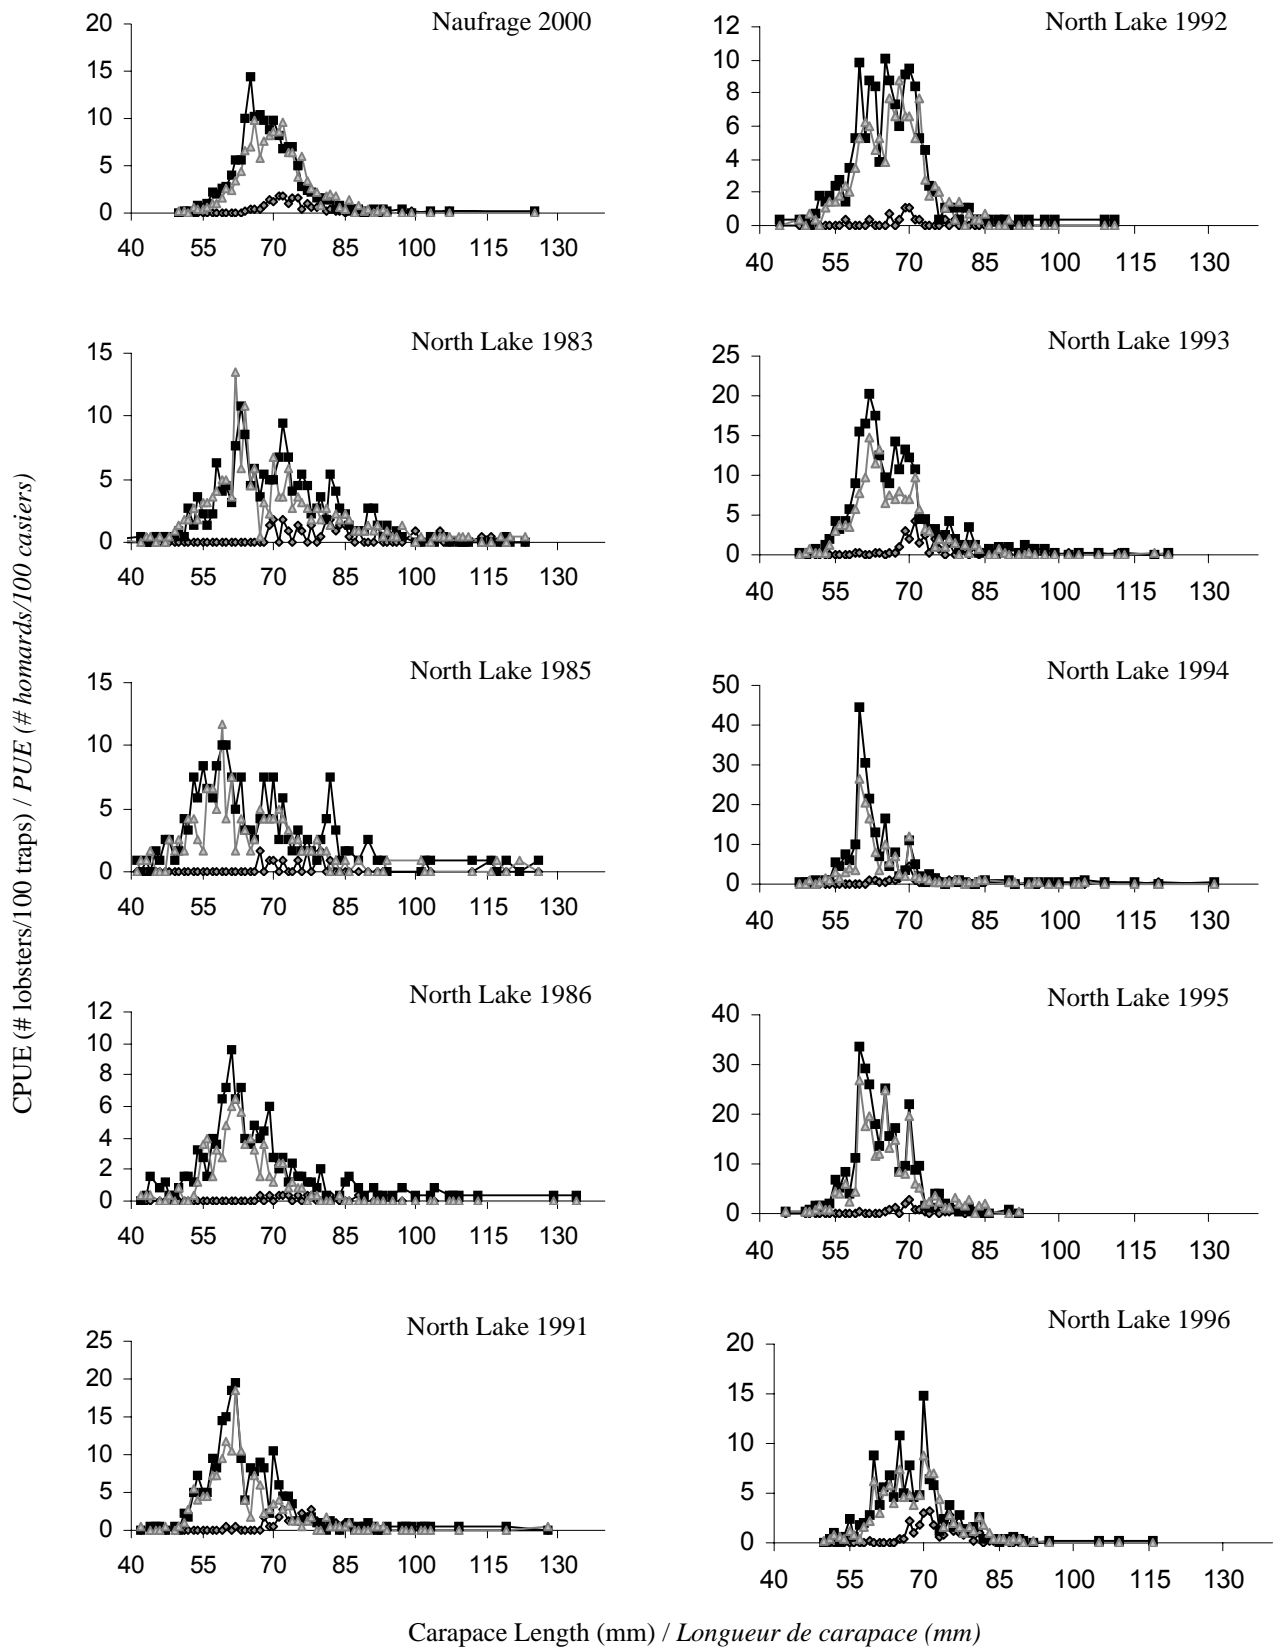 CPUE (# lobsters/100 traps) / PUE (# homards/100 casiers)
Naufrage 2000
20
15
10
5
0
40 55 70 85 100 115 130
North Lake 1983
15
10
5
0
40 55 70 85 100 115 130
North Lake 1985
15
10
5
0
40 55 70 85 100 115 130
North Lake 1986
12
10
8
6
4
2
0
40 55 70 85 100 115 130
North Lake 1991
25
20
15
10
5
0
40 55 70 85 100 115 130
North Lake 1992
12
10
8
6
4
2
0
40 55 70 85 100 115 130
North Lake 1993
25
20
15
10
5
0
40 55 70 85 100 115 130
North Lake 1994
50
40
30
20
10
0
40 55 70 85 100 115 130
North Lake 1995
40
30
20
10
0
40 55 70 85 100 115 130
North Lake 1996
20
15
10
5
0
40 55 70 85 100 115 130
Carapace Length (mm) / Longueur de carapace (mm)